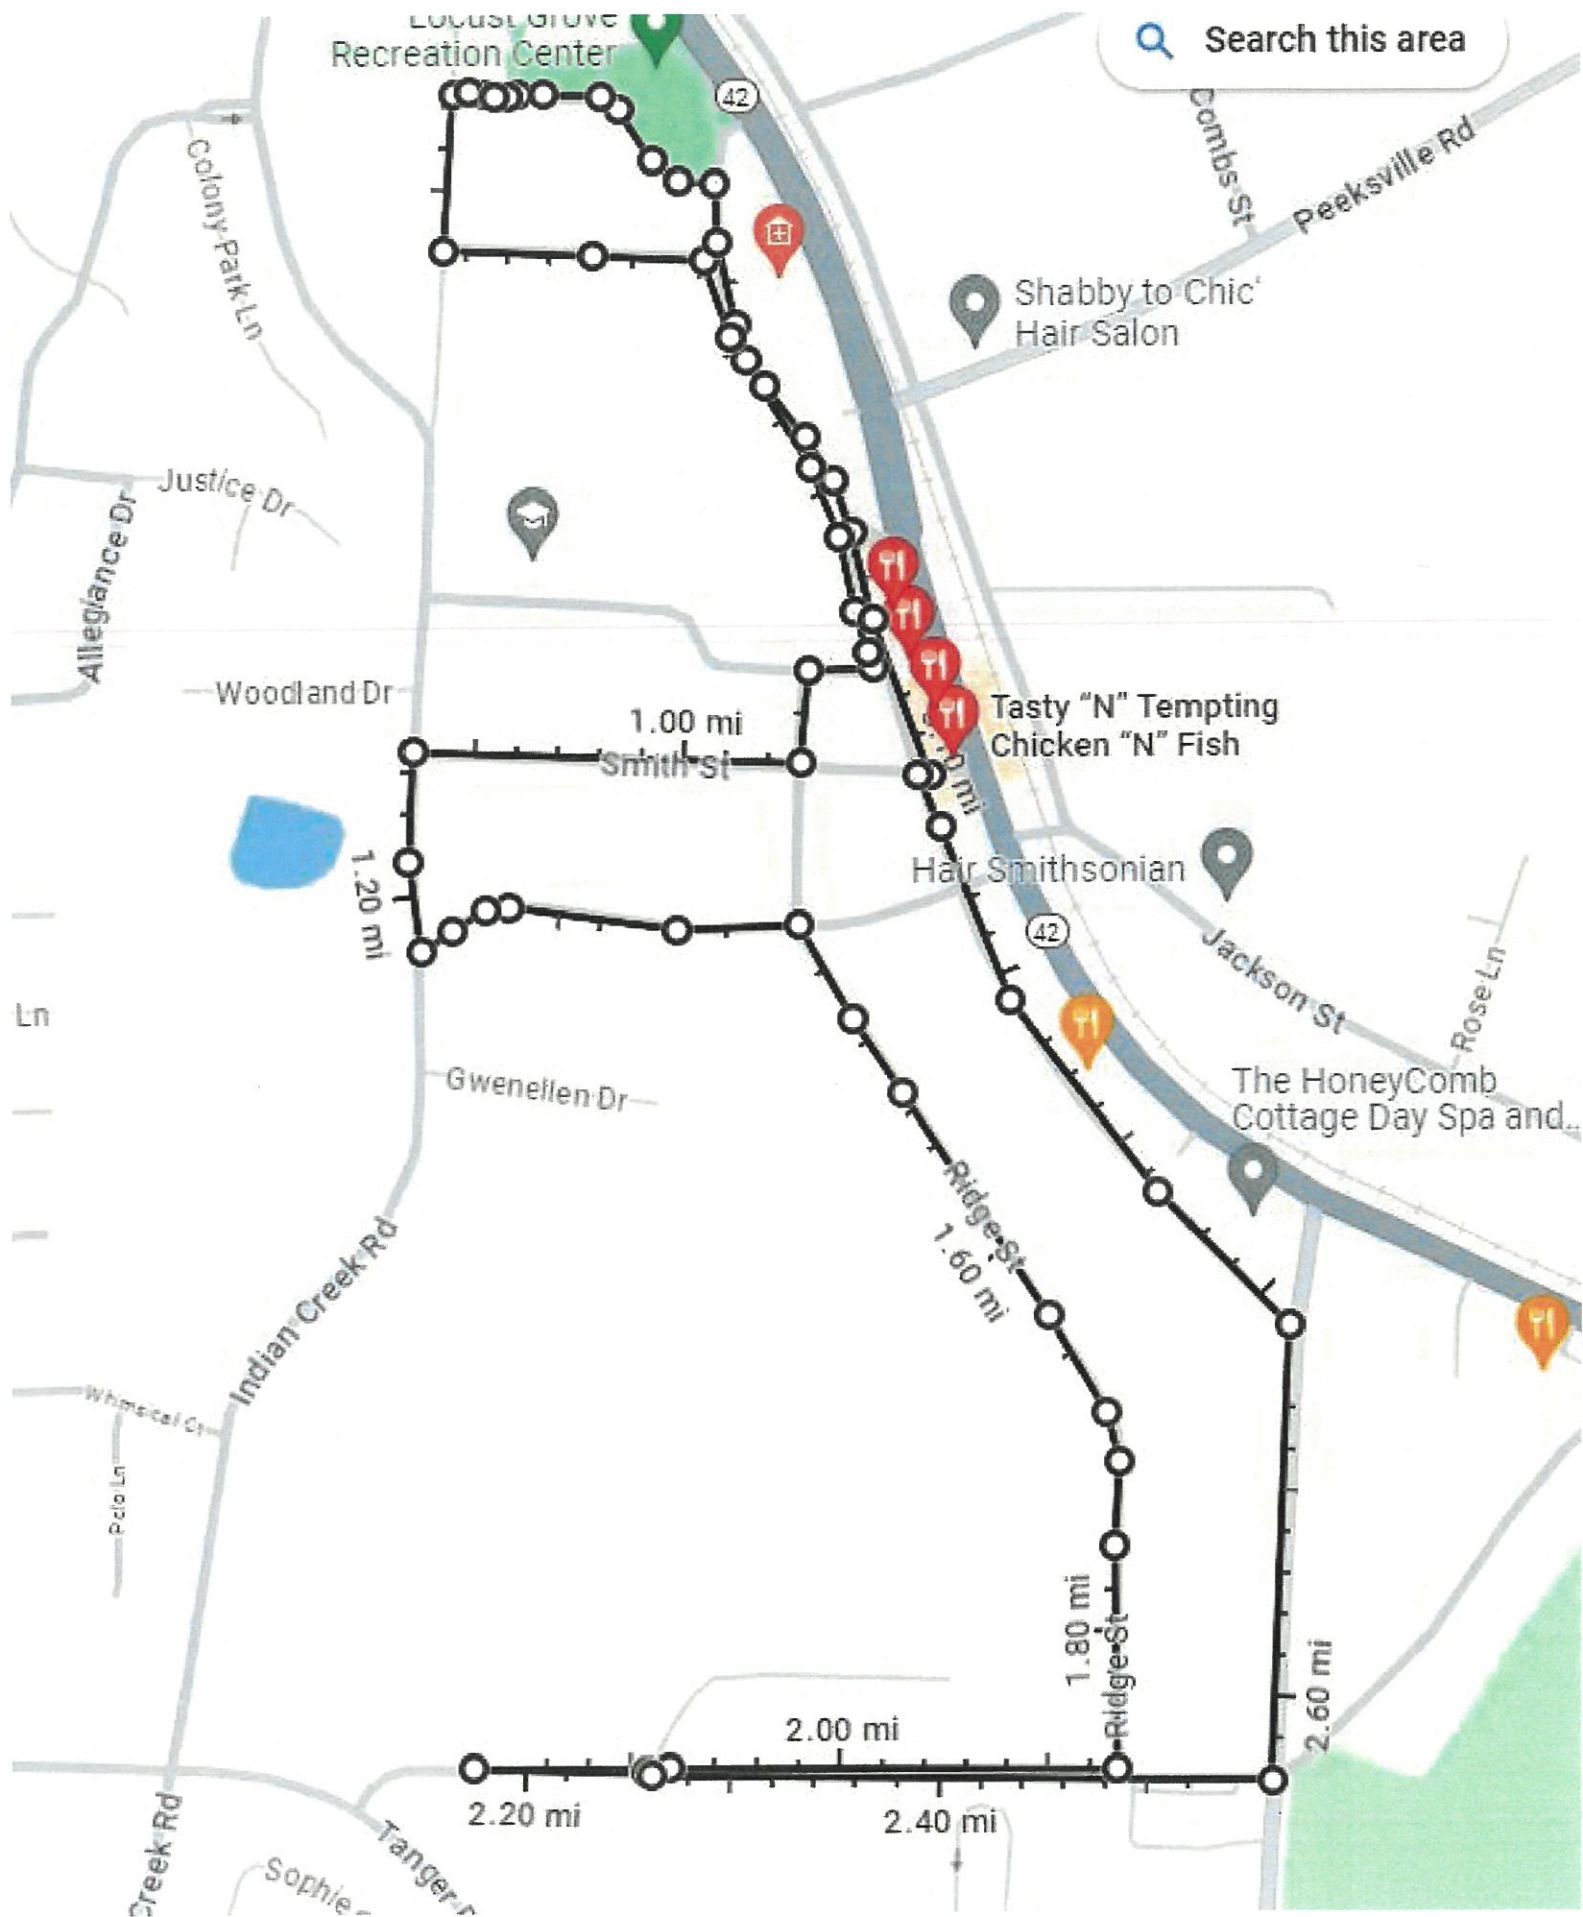 Locust Grove
Recreation Center
Search this area
42
Combs St
Peeksville Rd
Colony Park Ln
Shabby to Chic'
Hair Salon
Justice Dr
Allegiance Dr
Woodland Dr
1.00 mi
Smith St
Tasty “N” Tempting
Chicken “N” Fish
mi
1.20 mi
Hair Smithsonian
42
Jackson St
Rose Ln
Ln
Gwenellen Dr
The HoneyComb
Cottage Day Spa and...
Ridge St
1.60 mi
Indian Creek Rd
Whimsical Ct
1.80 mi
Ridge St
2.60 mi
2.00 mi
2.20 mi
2.40 mi
Creek Rd
Tanger
Sophie